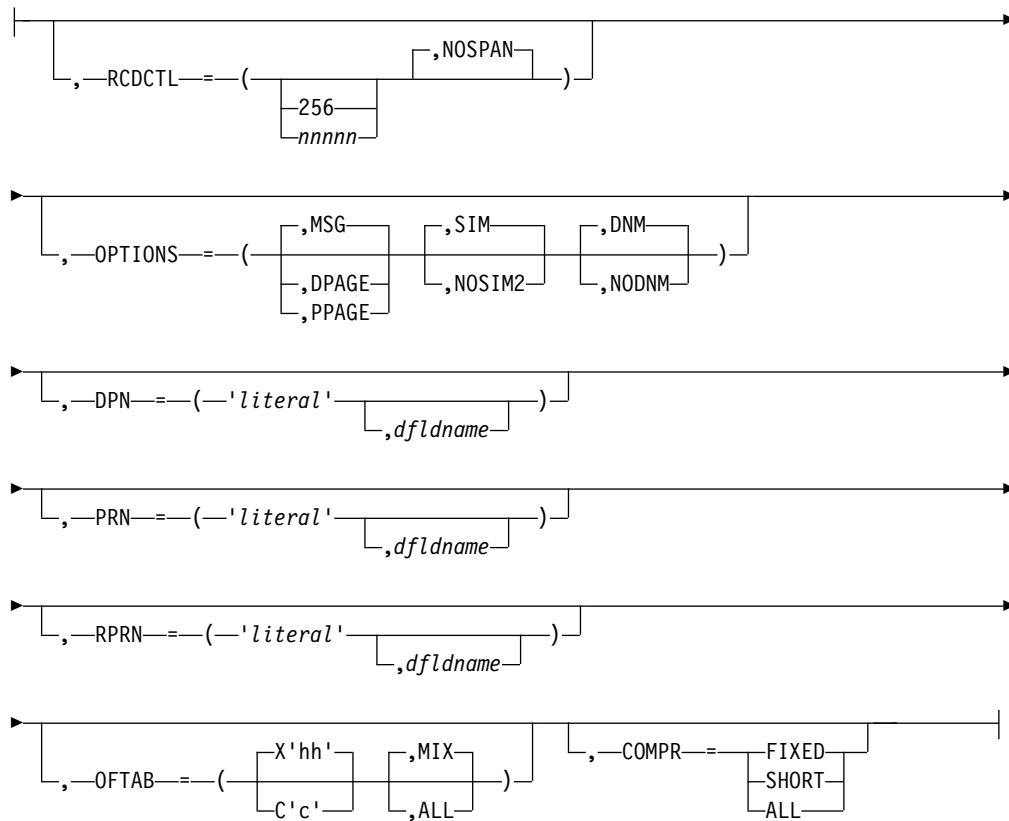 ,NOSPAN
, RCDCTL = ( )
256
nnnnn
,MSG ,SIM ,DNM
, OPTIONS = ( )
,DPAGE ,NOSIM2 ,NODNM
,PPAGE
, DPN = ( 'literal' )
,dfldname
, PRN = ( 'literal' )
,dfldname
, RPRN = ( 'literal' )
,dfldname
X'hh' ,MIX
, OFTAB = ( ) , COMPR = FIXED
C'c' ,ALL SHORT
ALL